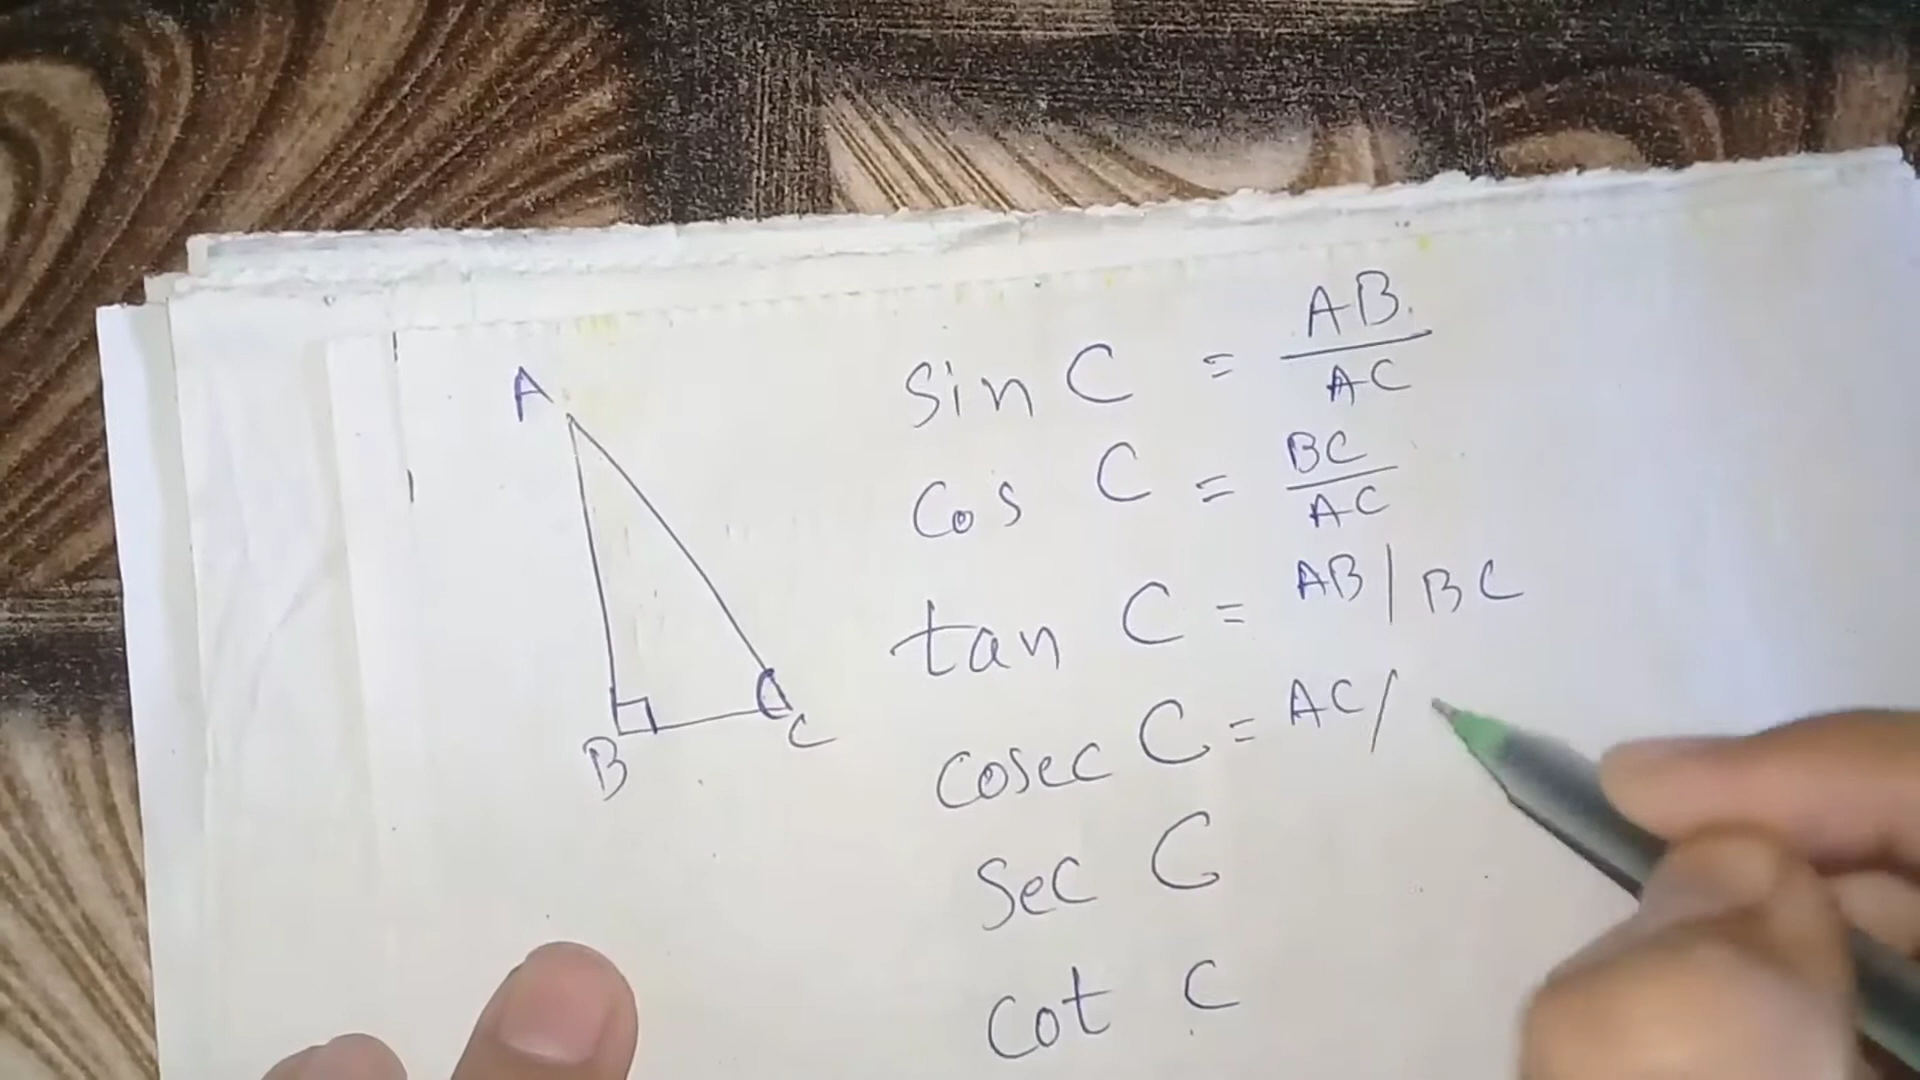 A
B
C
sin C = AB/AC
cos C = BC/AC
tan C = AB/BC
cosec C = AC/
sec C
cot C